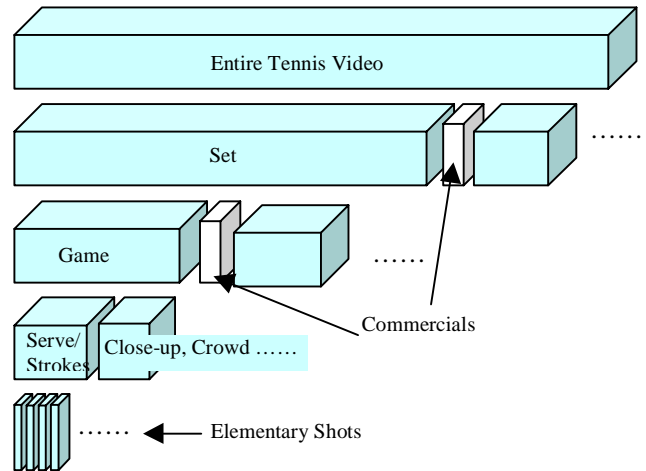 Entire Tennis Video
Set
……
Game
……
Commercials
Serve/
Strokes
Close-up, Crowd ……
……
Elementary Shots